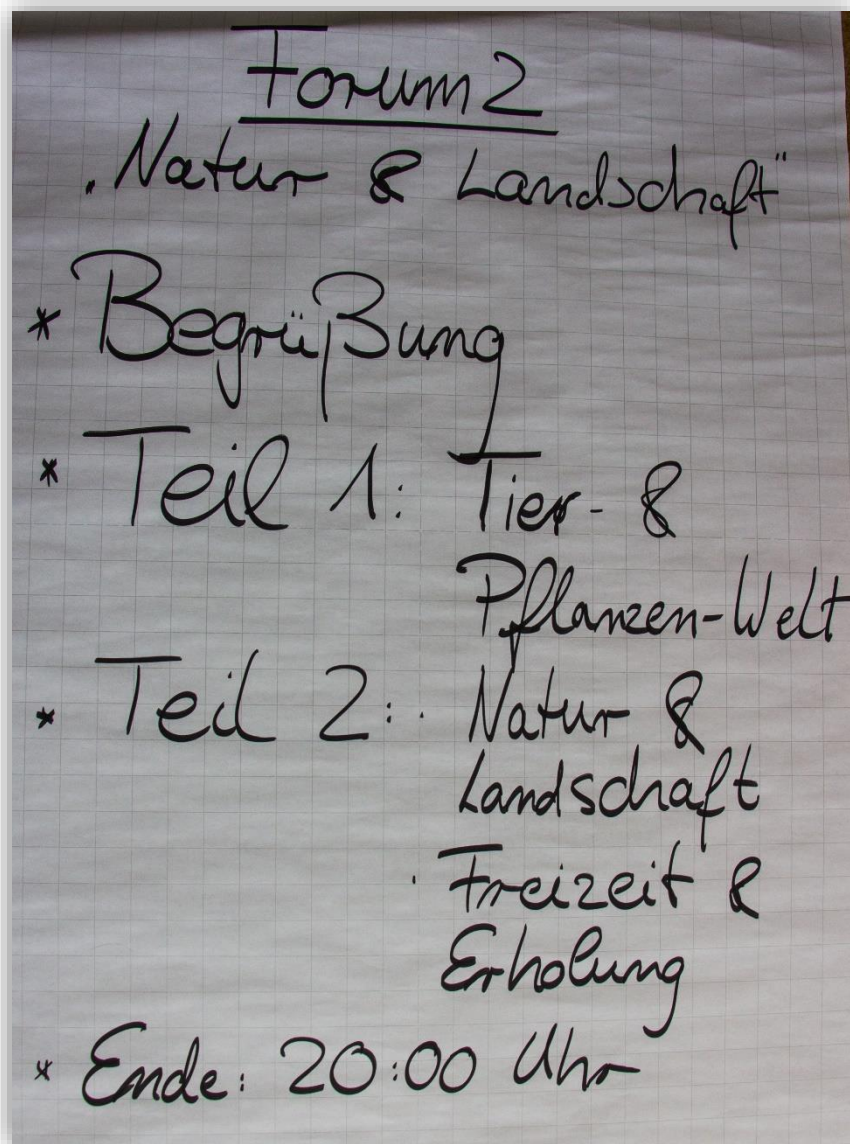 Forum 2
„Natur & Landschaft"
* Begrüßung
* Teil 1: Tier- &
Pflanzen-Welt
* Teil 2: · Natur &
Landschaft
· Freizeit &
Erholung
* Ende: 20:00 Uhr